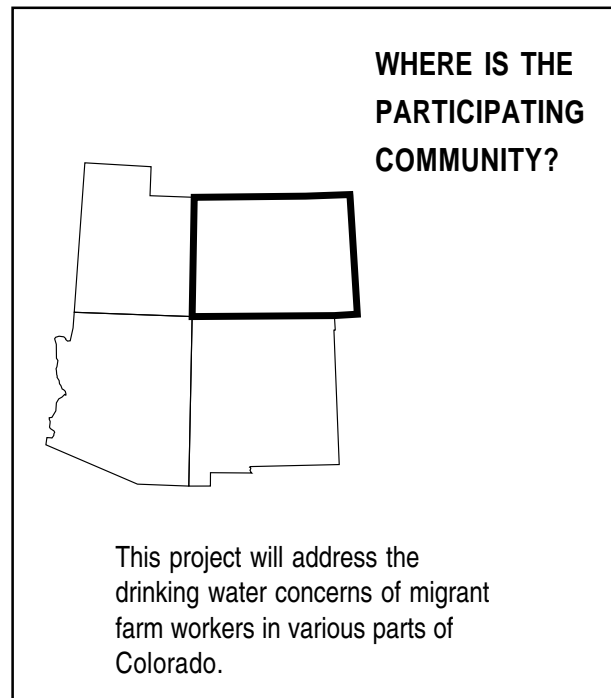 WHERE IS THE
PARTICIPATING
COMMUNITY?
This project will address the
drinking water concerns of migrant
farm workers in various parts of
Colorado.